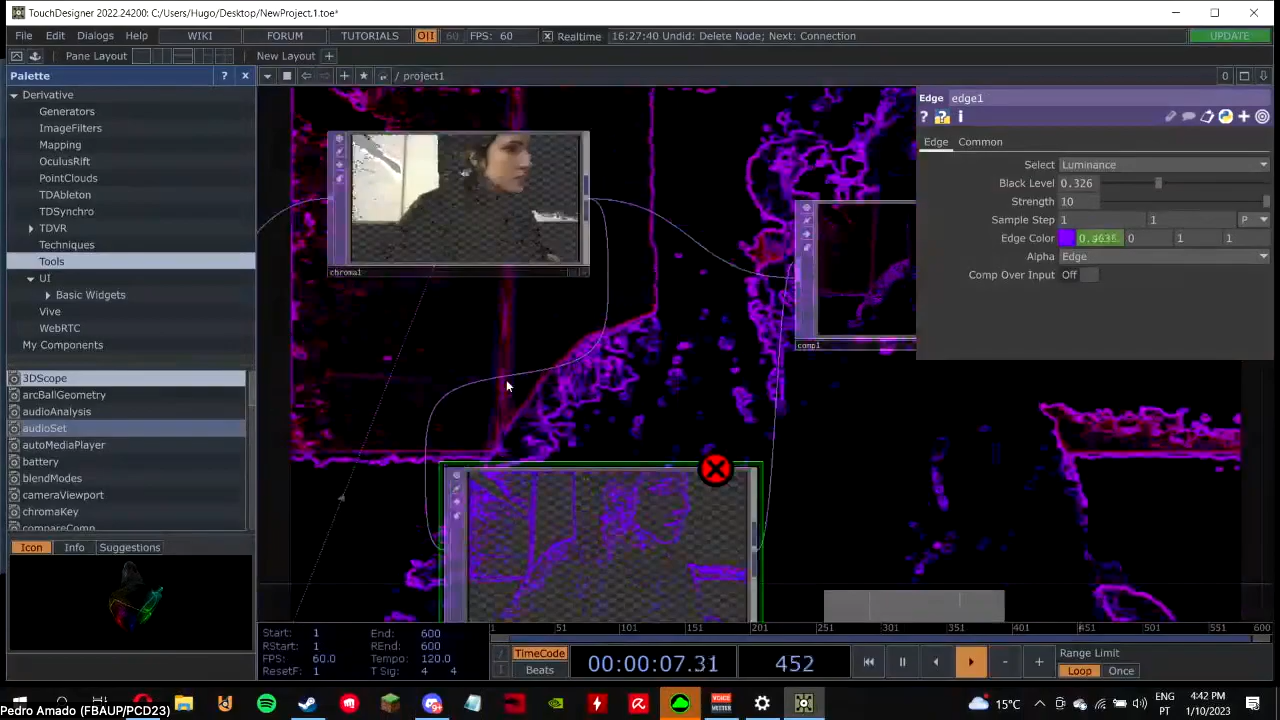 TouchDesigner 2022.24200: C:/Users/Hugo/Desktop/NewProject.1.toe*
File Edit Dialogs Help WIKI FORUM TUTORIALS O|I 60 FPS: 60 Realtime 16:27:40 Undid: Delete Node; Next: Connection UPDATE
Pane Layout New Layout +
Palette ? x / project1 0
Derivative
Generators
ImageFilters
Mapping
OculusRift
PointClouds
TDAbleton
TDSynchro
TDVR
Techniques
Tools
UI
Basic Widgets
Vive
WebRTC
My Components
3DScope
arcBallGeometry
audioAnalysis
audioSet
autoMediaPlayer
battery
blendModes
cameraViewport
chromaKey
compareComp
Icon Info Suggestions
chroma1
comp1
Edge edge1
? ? i
Edge Common
Select Luminance
Black Level 0.326
Strength 10
Sample Step 1 1 P
Edge Color 0 1 1
Alpha Edge
Comp Over Input Off
1 51 101 151 201 251 301 351 401 451 501 551 600
Start: 1 End: 600
RStart: 1 REnd: 600
FPS: 60.0 Tempo: 120.0
ResetF: 1 T Sig: 4 4
TimeCode
Beats
00:00:07.31 452
Range Limit
Loop Once
15°C ENG PT 4:42 PM 1/10/2023
VOICE
Pedro Amado (FBAUP/PCD23)